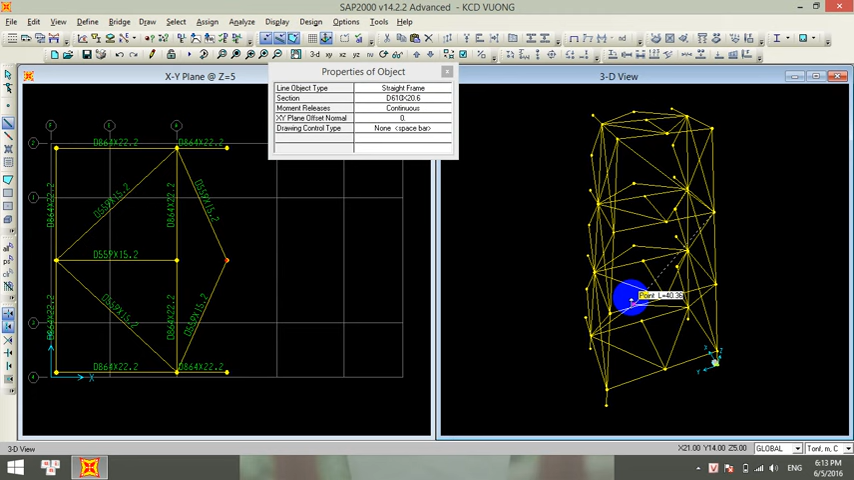 SAP2000 v14.2.2 Advanced - KCD VUONG
File Edit View Define Bridge Draw Select Assign Analyze Display Design Options Tools Help
X-Y Plane @ Z=5
Properties of Object
3-D View
Line Object Type Straight Frame
Section D610X20.6
Moment Releases Continuous
XY Plane Offset Normal 0.
Drawing Control Type None <space bar>
D864X22.2 D864X22.2
D864X22.2 D559X15.2 D864X22.2 D559X15.2
D559X15.2
D559X15.2 D864X22.2 D559X15.2
D864X22.2 D864X22.2
X
Point L=40.36
X Z
Y
3-D View X21.00 Y14.00 Z5.00 GLOBAL Tonf, m, C
ENG 6:13 PM
6/5/2016